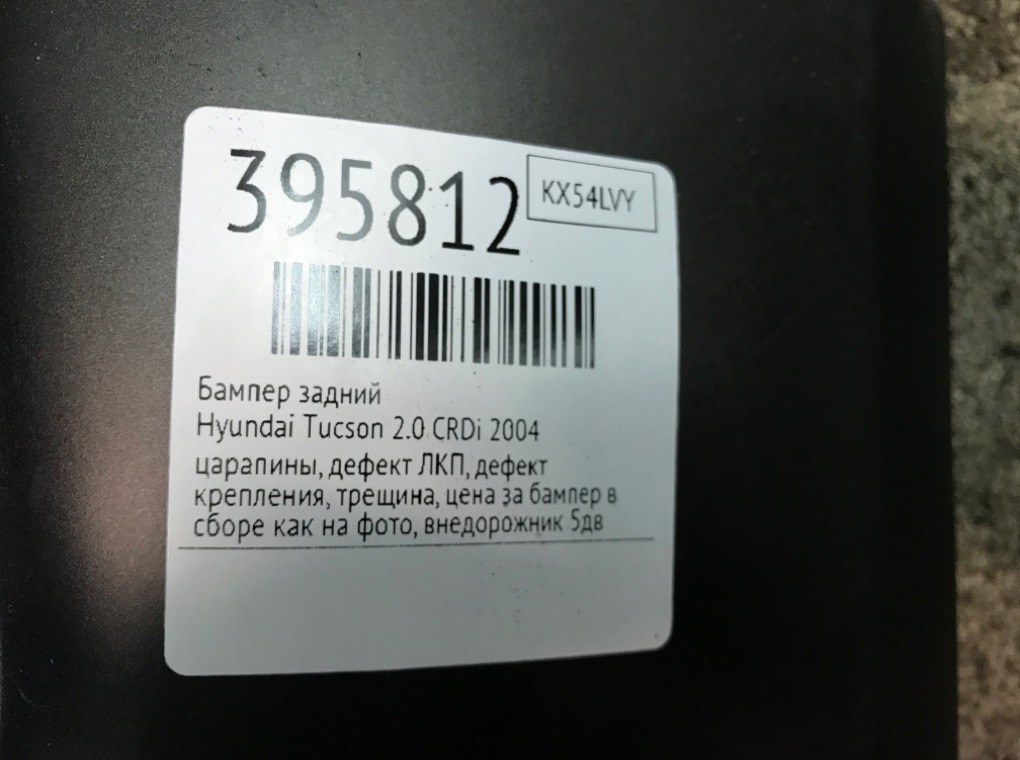 395812
KX54LVY
Бампер задний
Hyundai Tucson 2.0 CRDi 2004
царапины, дефект ЛКП, дефект
крепления, трещина, цена за бампер в
сборе как на фото, внедорожник 5дв